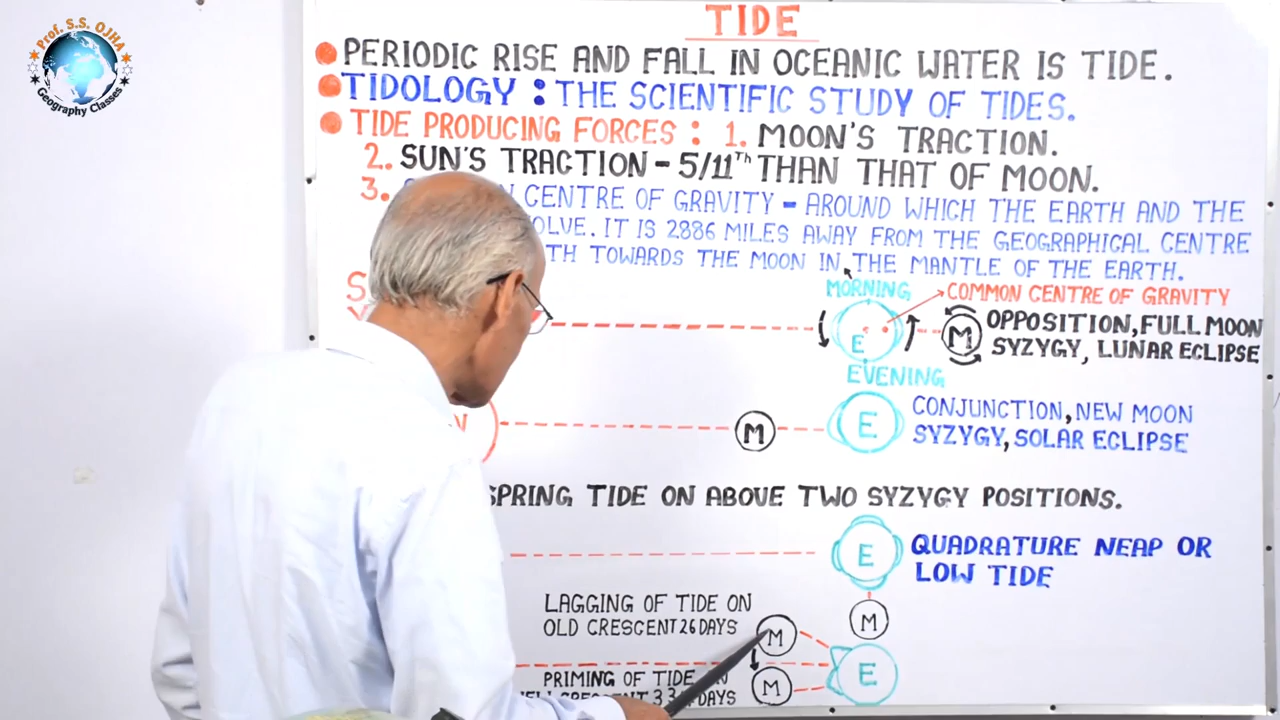 Prof. S.S. OJHA
Geography Classes
TIDE
PERIODIC RISE AND FALL IN OCEANIC WATER IS TIDE.
TIDOLOGY : THE SCIENTIFIC STUDY OF TIDES.
TIDE PRODUCING FORCES : 1. MOON'S TRACTION.
2. SUN'S TRACTION - 5/11Th THAN THAT OF MOON.
3. CENTRE OF GRAVITY - AROUND WHICH THE EARTH AND THE
OLVE. IT IS 2886 MILES AWAY FROM THE GEOGRAPHICAL CENTRE
TH TOWARDS THE MOON IN THE MANTLE OF THE EARTH.
MORNING
COMMON CENTRE OF GRAVITY
E
M
OPPOSITION, FULL MOON
SYZYGY, LUNAR ECLIPSE
EVENING
N
M
E
CONJUNCTION, NEW MOON
SYZYGY, SOLAR ECLIPSE
SPRING TIDE ON ABOVE TWO SYZYGY POSITIONS.
E
QUADRATURE NEAP OR
LOW TIDE
M
LAGGING OF TIDE ON
OLD CRESCENT 26 DAYS
M
E
PRIMING OF TIDE
M
CRESCENT DAYS